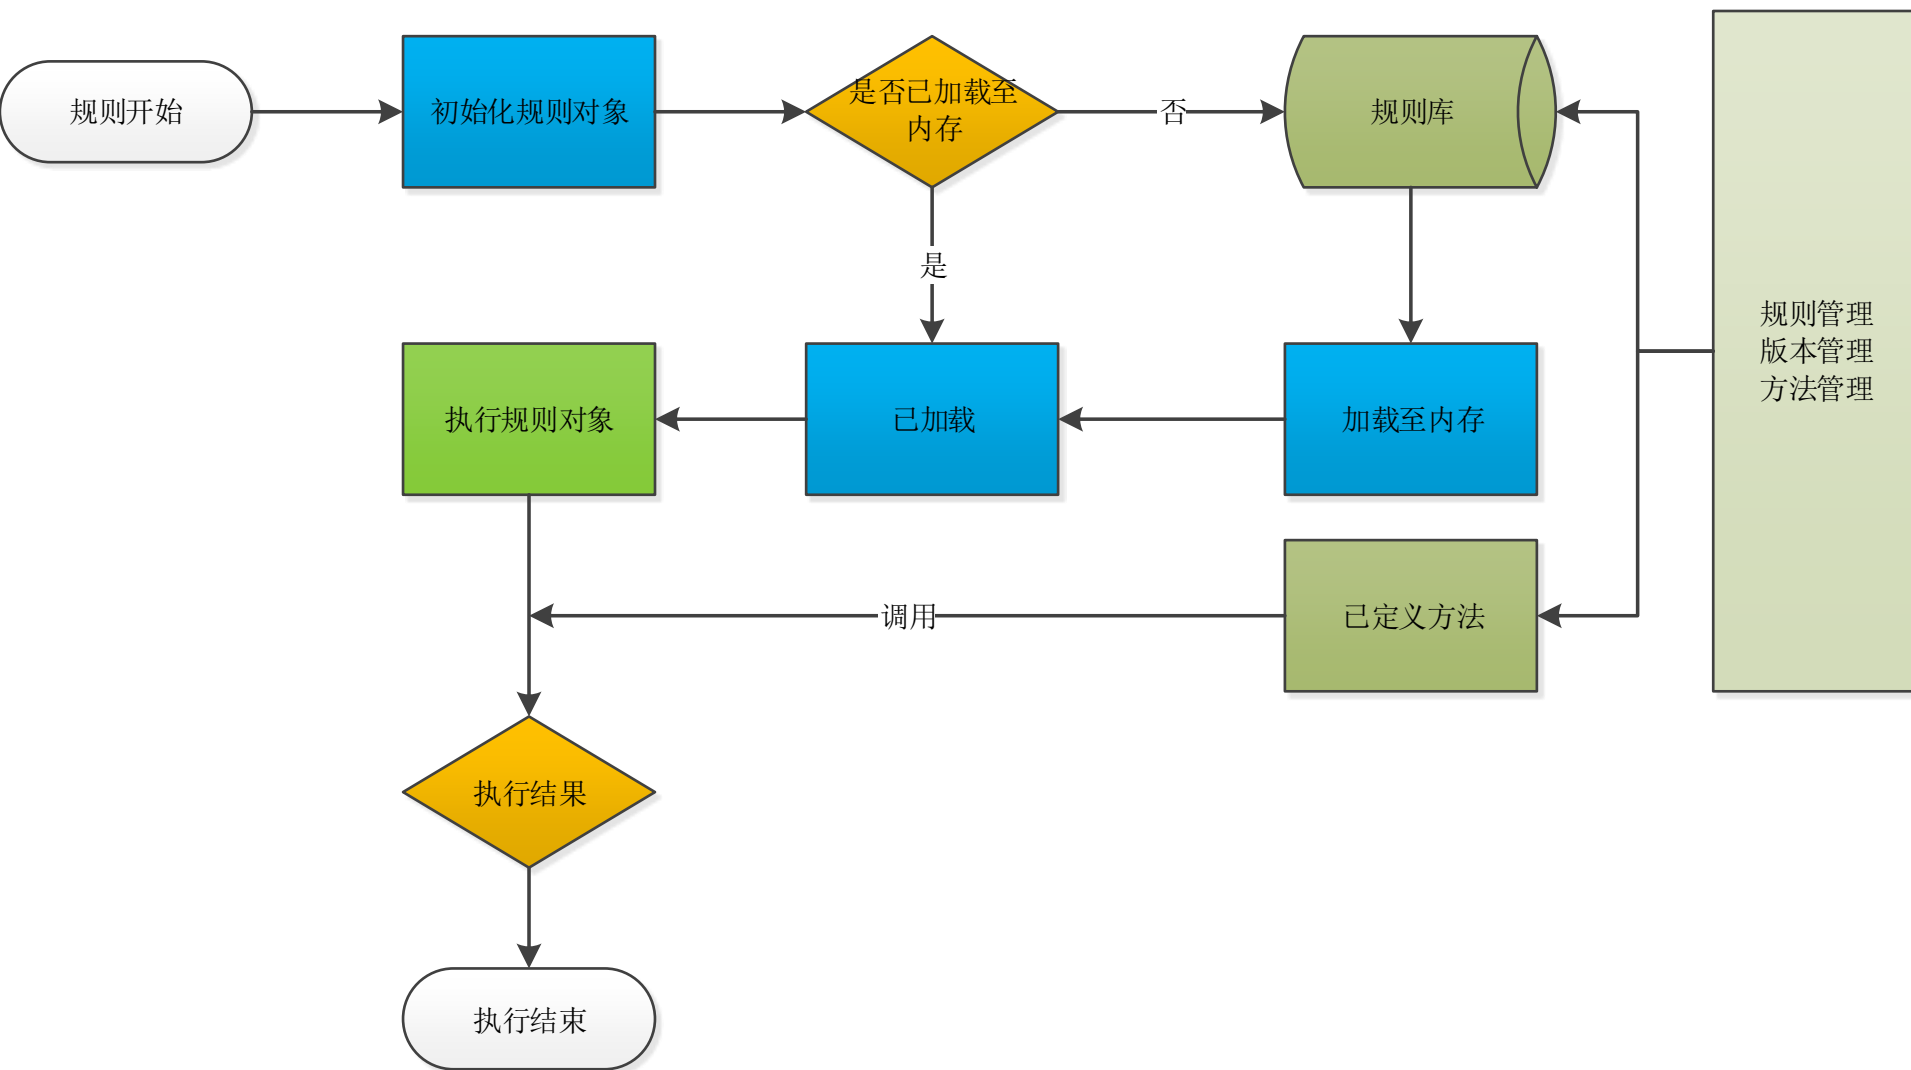 规则开始
初始化规则对象
是否已加载至
内存
否
规则库
是
规则管理
版本管理
方法管理
执行规则对象
已加载
加载至内存
调用
已定义方法
执行结果
执行结束